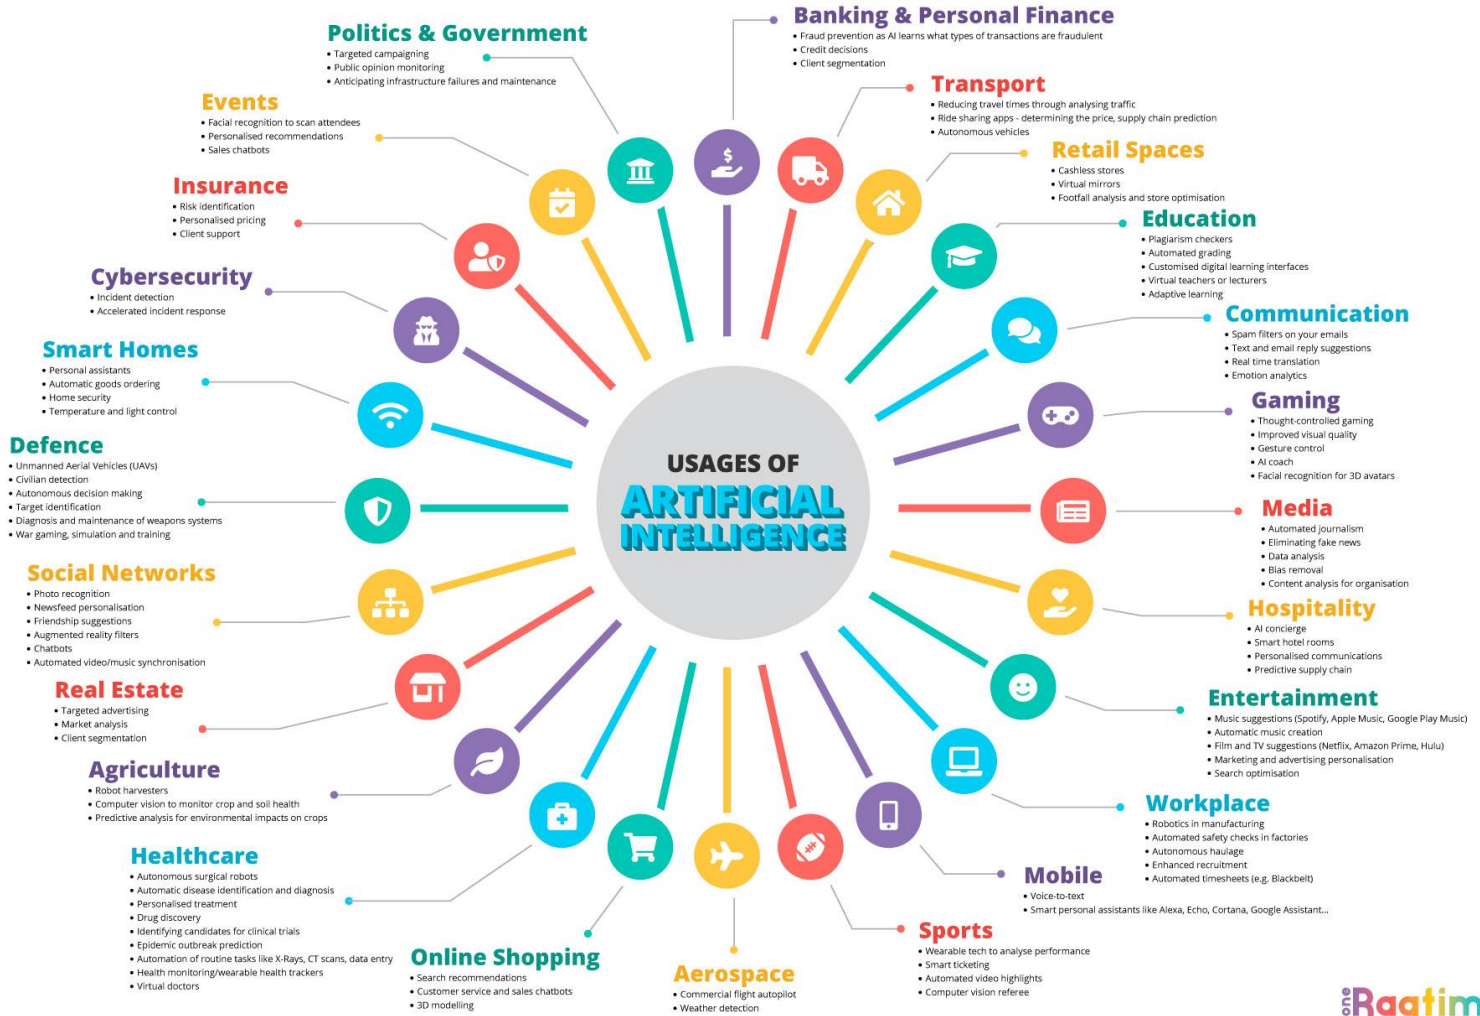 Politics & Government
• Targeted campaigning
• Public opinion monitoring
• Anticipating infrastructure failures and maintenance
Banking & Personal Finance
• Fraud prevention as AI learns what types of transactions are fraudulent
• Credit decisions
• Client segmentation
Transport
• Reducing travel times through analysing traffic
• Ride sharing apps - determining the price, supply chain prediction
• Autonomous vehicles
Retail Spaces
• Cashless stores
• Virtual mirrors
• Footfall analysis and store optimisation
Education
• Plagiarism checkers
• Automated grading
• Customised digital learning interfaces
• Virtual teachers or lecturers
• Adaptive learning
Communication
• Spam filters on your emails
• Text and email reply suggestions
• Real time translation
• Emotion analytics
Gaming
• Thought-controlled gaming
• Improved visual quality
• Gesture control
• AI coach
• Facial recognition for 3D avatars
Media
• Automated journalism
• Eliminating fake news
• Data analysis
• Bias removal
• Content analysis for organisation
Hospitality
• AI concierge
• Smart hotel rooms
• Personalised communications
• Predictive supply chain
Entertainment
• Music suggestions (Spotify, Apple Music, Google Play Music)
• Automatic music creation
• Film and TV suggestions (Netflix, Amazon Prime, Hulu)
• Marketing and advertising personalisation
• Search optimisation
Workplace
• Robotics in manufacturing
• Automated safety checks in factories
• Autonomous haulage
• Enhanced recruitment
• Automated timesheets (e.g. Blackbelt)
Mobile
• Voice-to-text
• Smart personal assistants like Alexa, Echo, Cortana, Google Assistant...
Sports
• Wearable tech to analyse performance
• Smart ticketing
• Automated video highlights
• Computer vision referee
Aerospace
• Commercial flight autopilot
• Weather detection
Online Shopping
• Search recommendations
• Customer service and sales chatbots
• 3D modelling
Healthcare
• Autonomous surgical robots
• Automatic disease identification and diagnosis
• Personalised treatment
• Drug discovery
• Identifying candidates for clinical trials
• Epidemic outbreak prediction
• Automation of routine tasks like X-Rays, CT scans, data entry
• Health monitoring/wearable health trackers
• Virtual doctors
Agriculture
• Robot harvesters
• Computer vision to monitor crop and soil health
• Predictive analysis for environmental impacts on crops
Real Estate
• Targeted advertising
• Market analysis
• Client segmentation
Social Networks
• Photo recognition
• Newsfeed personalisation
• Friendship suggestions
• Augmented reality filters
• Chatbots
• Automated video/music synchronisation
Defence
• Unmanned Aerial Vehicles (UAVs)
• Civilian detection
• Autonomous decision making
• Target identification
• Diagnosis and maintenance of weapons systems
• War gaming, simulation and training
Smart Homes
• Personal assistants
• Automatic goods ordering
• Home security
• Temperature and light control
Cybersecurity
• Incident detection
• Accelerated incident response
Insurance
• Risk identification
• Personalised pricing
• Client support
Events
• Facial recognition to scan attendees
• Personalised recommendations
• Sales chatbots
$
USAGES OF
ARTIFICIAL
INTELLIGENCE
one
Raatim